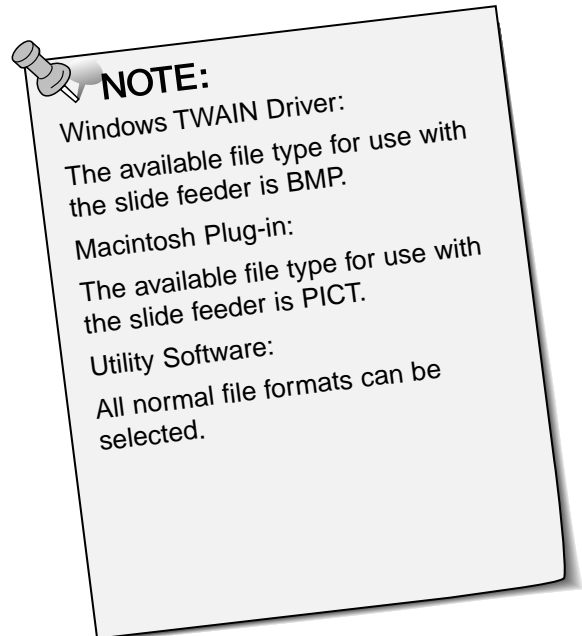 NOTE:
Windows TWAIN Driver:
The available file type for use with
the slide feeder is BMP.
Macintosh Plug-in:
The available file type for use with
the slide feeder is PICT.
Utility Software:
All normal file formats can be
selected.